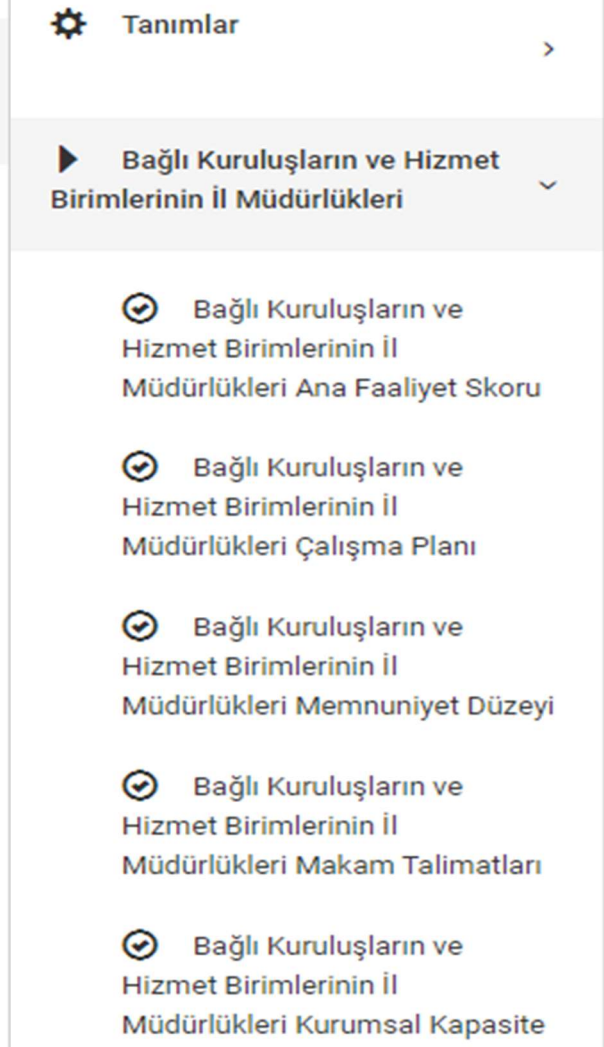 Tanımlar
Bağlı Kuruluşların ve Hizmet
Birimlerinin İl Müdürlükleri
Bağlı Kuruluşların ve
Hizmet Birimlerinin İl
Müdürlükleri Ana Faaliyet Skoru
Bağlı Kuruluşların ve
Hizmet Birimlerinin İl
Müdürlükleri Çalışma Planı
Bağlı Kuruluşların ve
Hizmet Birimlerinin İl
Müdürlükleri Memnuniyet Düzeyi
Bağlı Kuruluşların ve
Hizmet Birimlerinin İl
Müdürlükleri Makam Talimatları
Bağlı Kuruluşların ve
Hizmet Birimlerinin İl
Müdürlükleri Kurumsal Kapasite